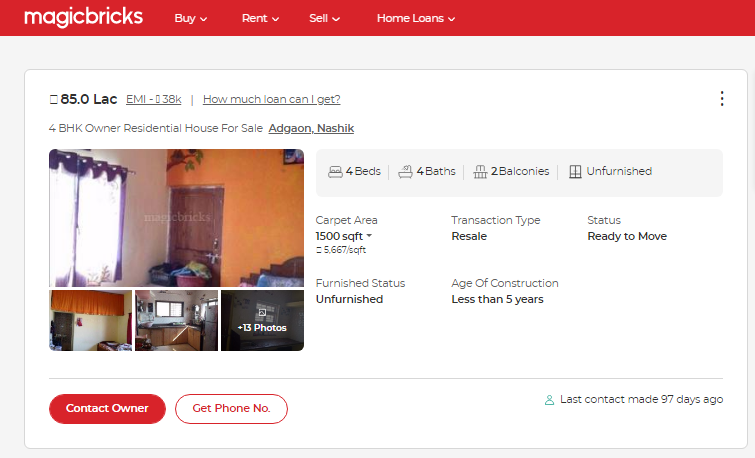 magicbricks Buy Rent Sell Home Loans
▯ 85.0 Lac EMI - ▯ 38k | How much loan can I get?
4 BHK Owner Residential House For Sale Adgaon, Nashik
magicbricks
+13 Photos
4 Beds 4 Baths 2 Balconies Unfurnished
Carpet Area Transaction Type Status
1500 sqft Resale Ready to Move
▯ 5,667/sqft
Furnished Status Age Of Construction
Unfurnished Less than 5 years
Contact Owner Get Phone No. Last contact made 97 days ago